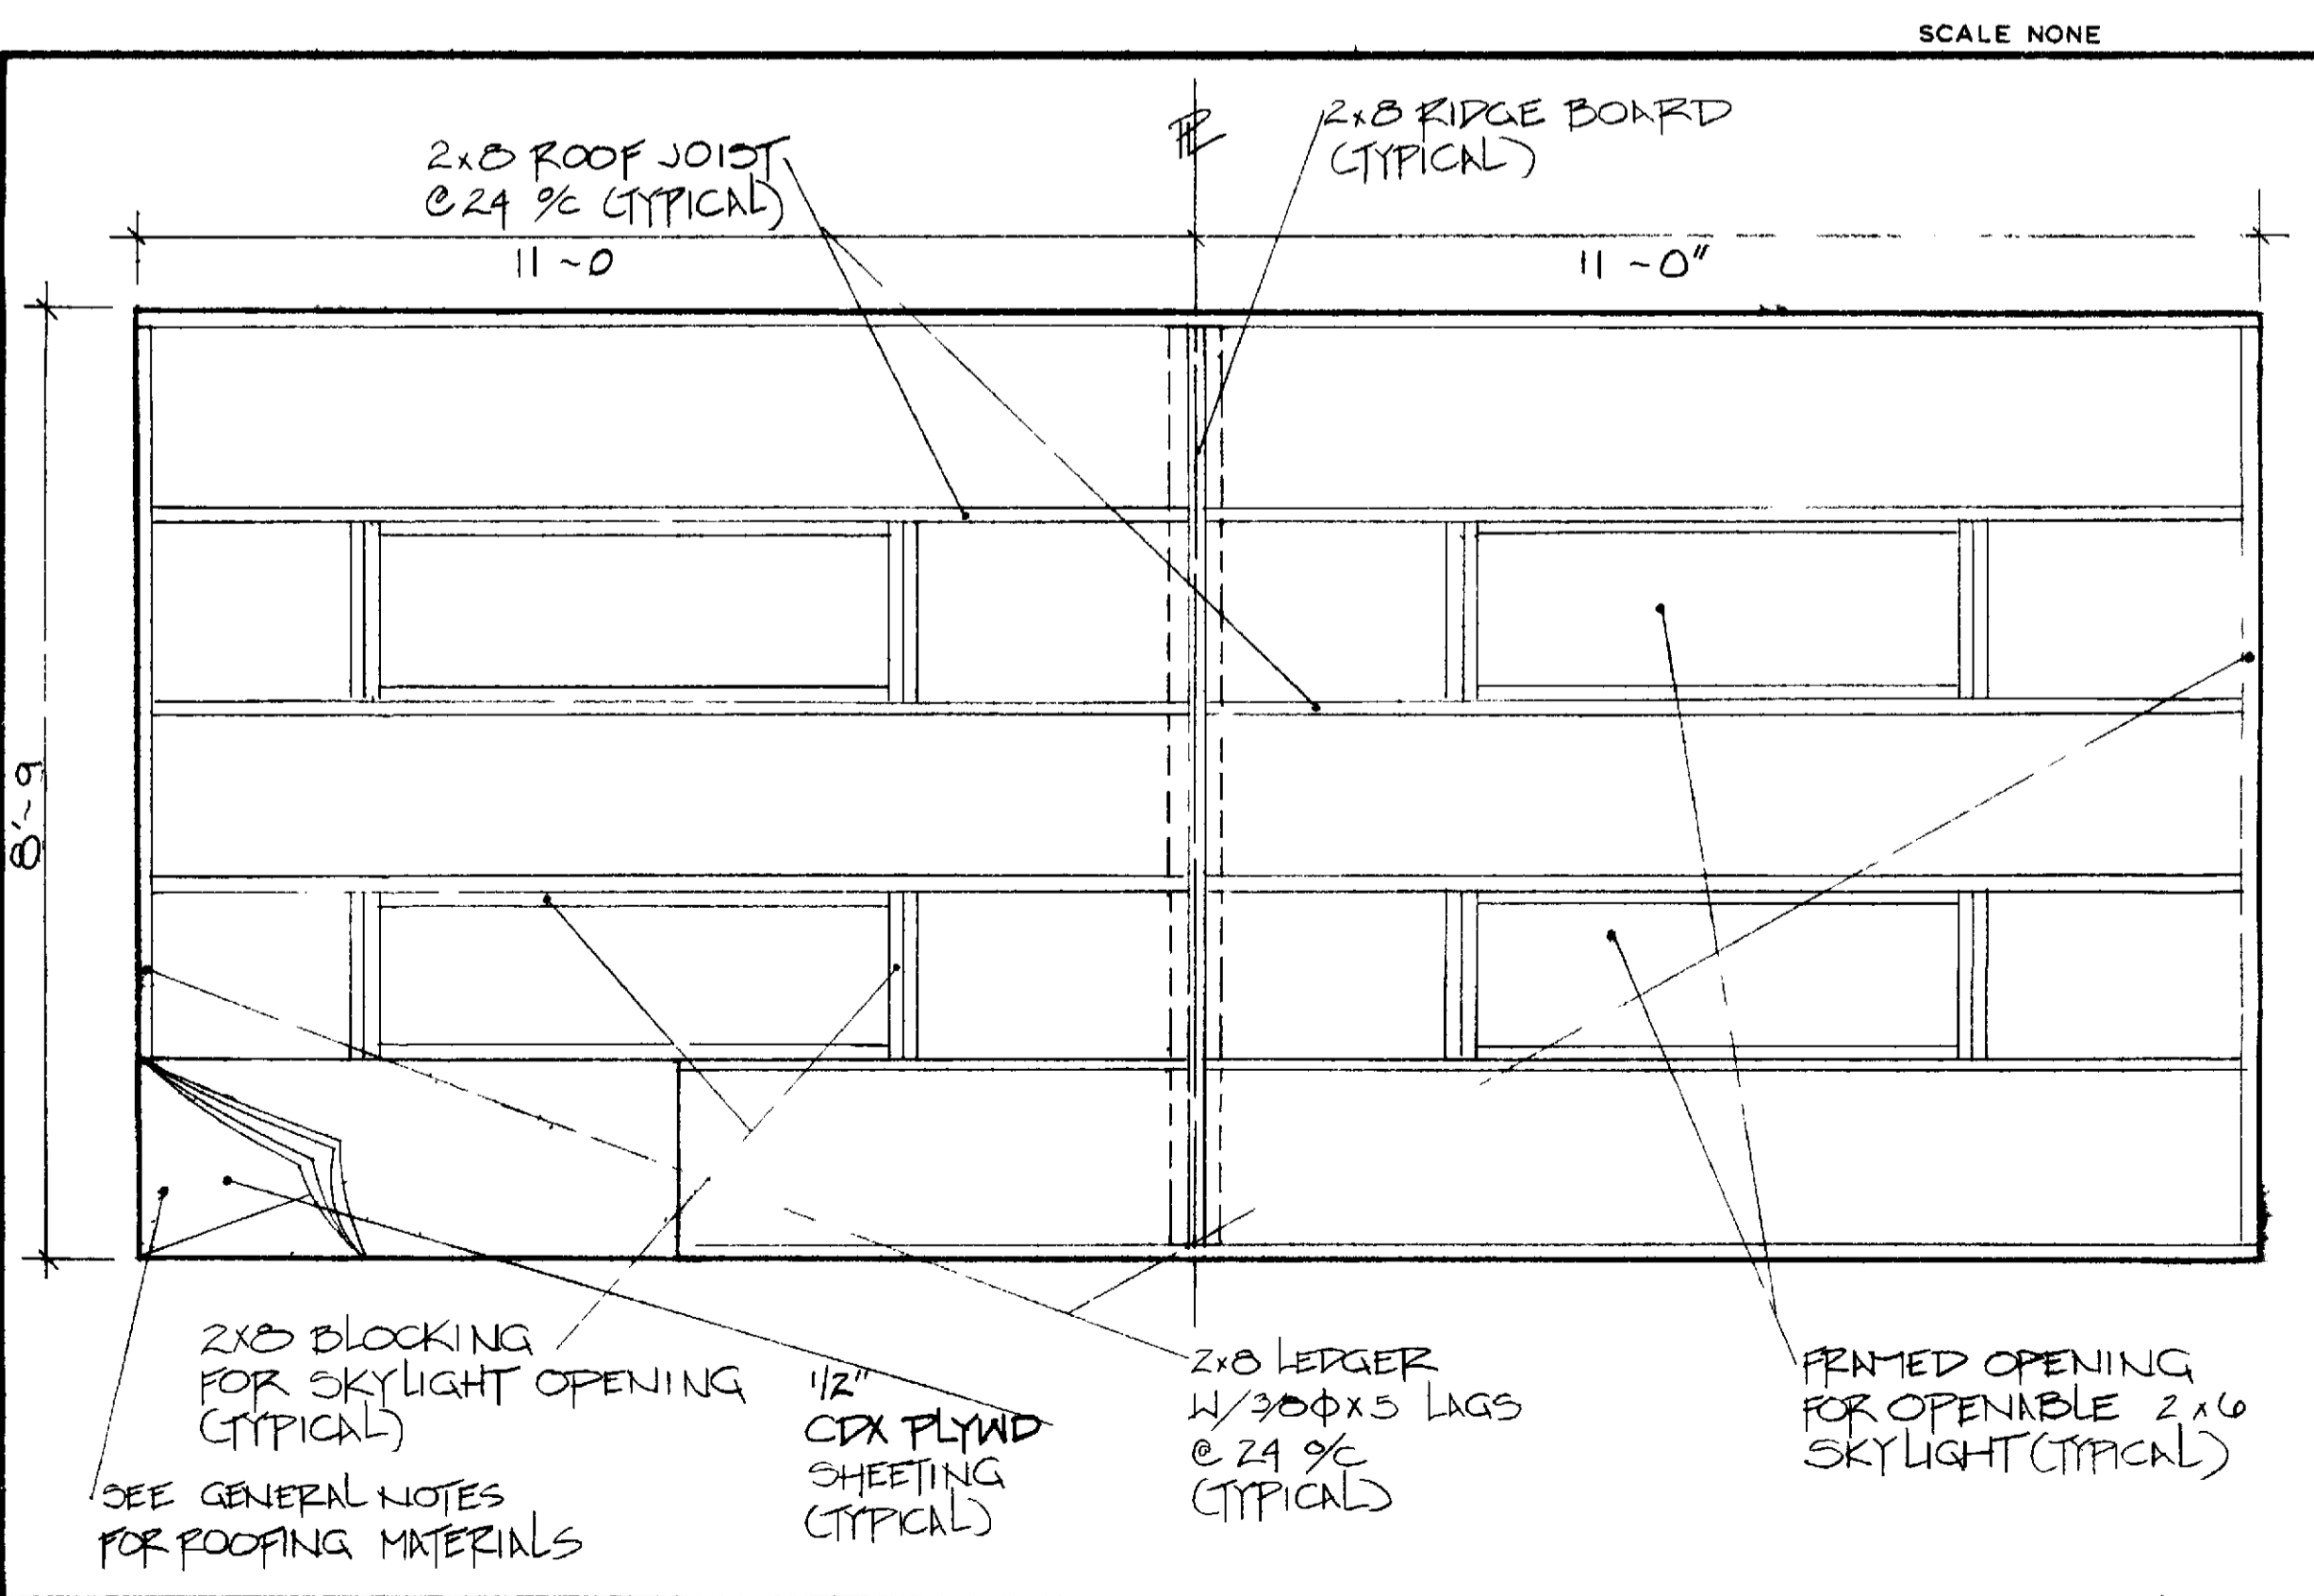 SCALE NONE
2x8 ROOF JOIST
@ 24 o/c (TYPICAL)
PL
2x8 RIDGE BOARD
(TYPICAL)
11~0
11~0"
8'~9
2x8 BLOCKING
FOR SKYLIGHT OPENING
(TYPICAL)
SEE GENERAL NOTES
FOR ROOFING MATERIALS
1/2"
CDX PLYWD
SHEETING
(TYPICAL)
2x8 LEDGER
W/3/8φx5 LAGS
@ 24 o/c
(TYPICAL)
FRAMED OPENING
FOR OPENABLE 2x6
SKYLIGHT (TYPICAL)